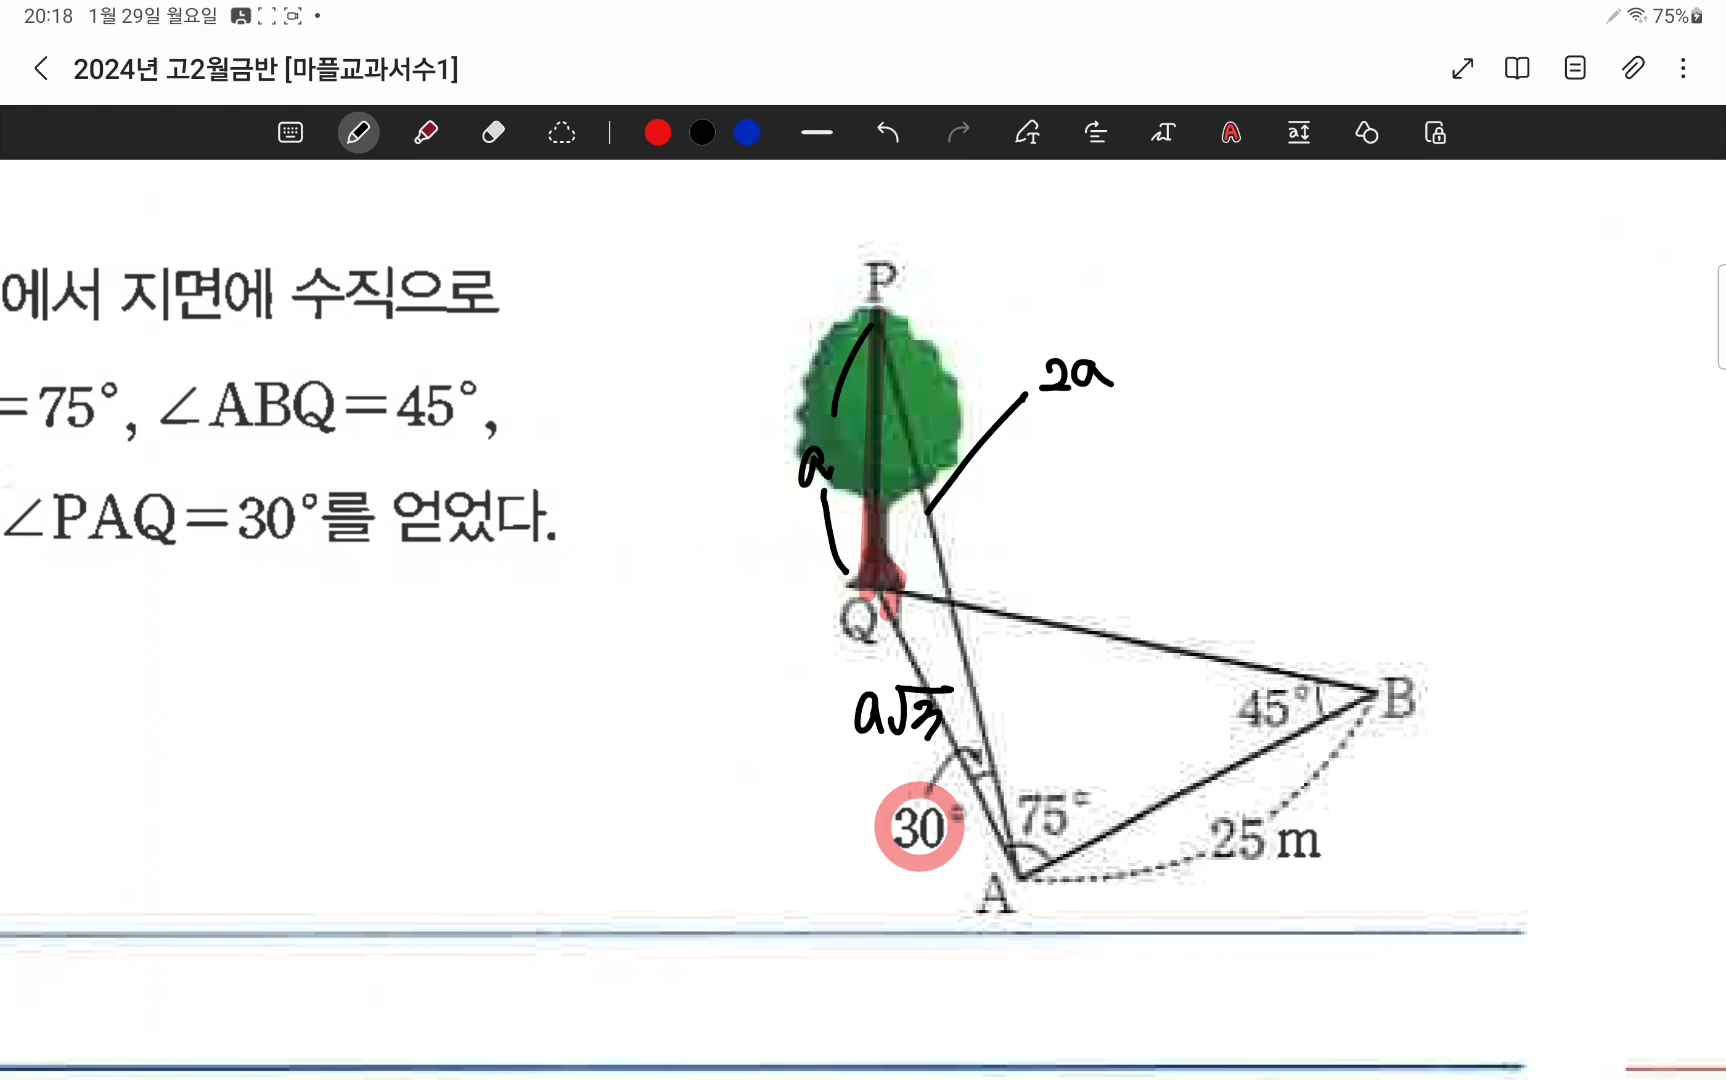 20:18 1월 29일 월요일
75%
2024년 고2월금반 [마플교과서수1]
에서 지면에 수직으로
=75°, ∠ABQ=45°,
∠PAQ=30°를 얻었다.
P
2a
a
Q
a√3
45°
B
30°
75°
25 m
A